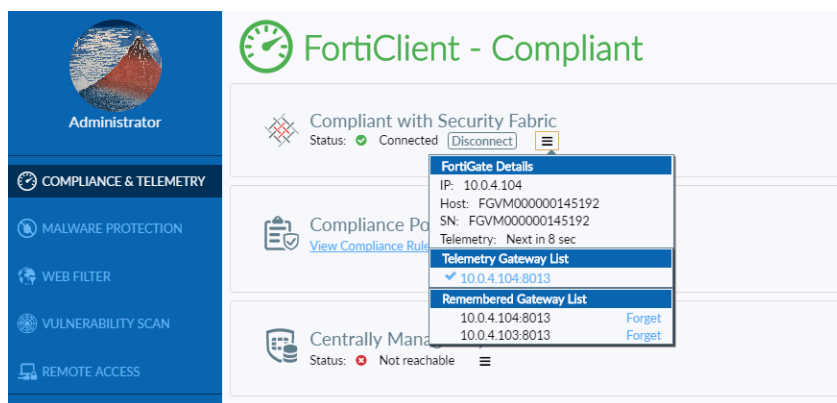 FortiClient - Compliant
Administrator
Compliant with Security Fabric
Status: Connected Disconnect
FortiGate Details
IP: 10.0.4.104
Host: FGVM000000145192
SN: FGVM000000145192
Telemetry: Next in 8 sec
Telemetry Gateway List
10.0.4.104:8013
Remembered Gateway List
10.0.4.104:8013 Forget
10.0.4.103:8013 Forget
COMPLIANCE & TELEMETRY
MALWARE PROTECTION
WEB FILTER
VULNERABILITY SCAN
REMOTE ACCESS
Compliance Po
View Compliance Rule
Centrally Mana
Status: Not reachable